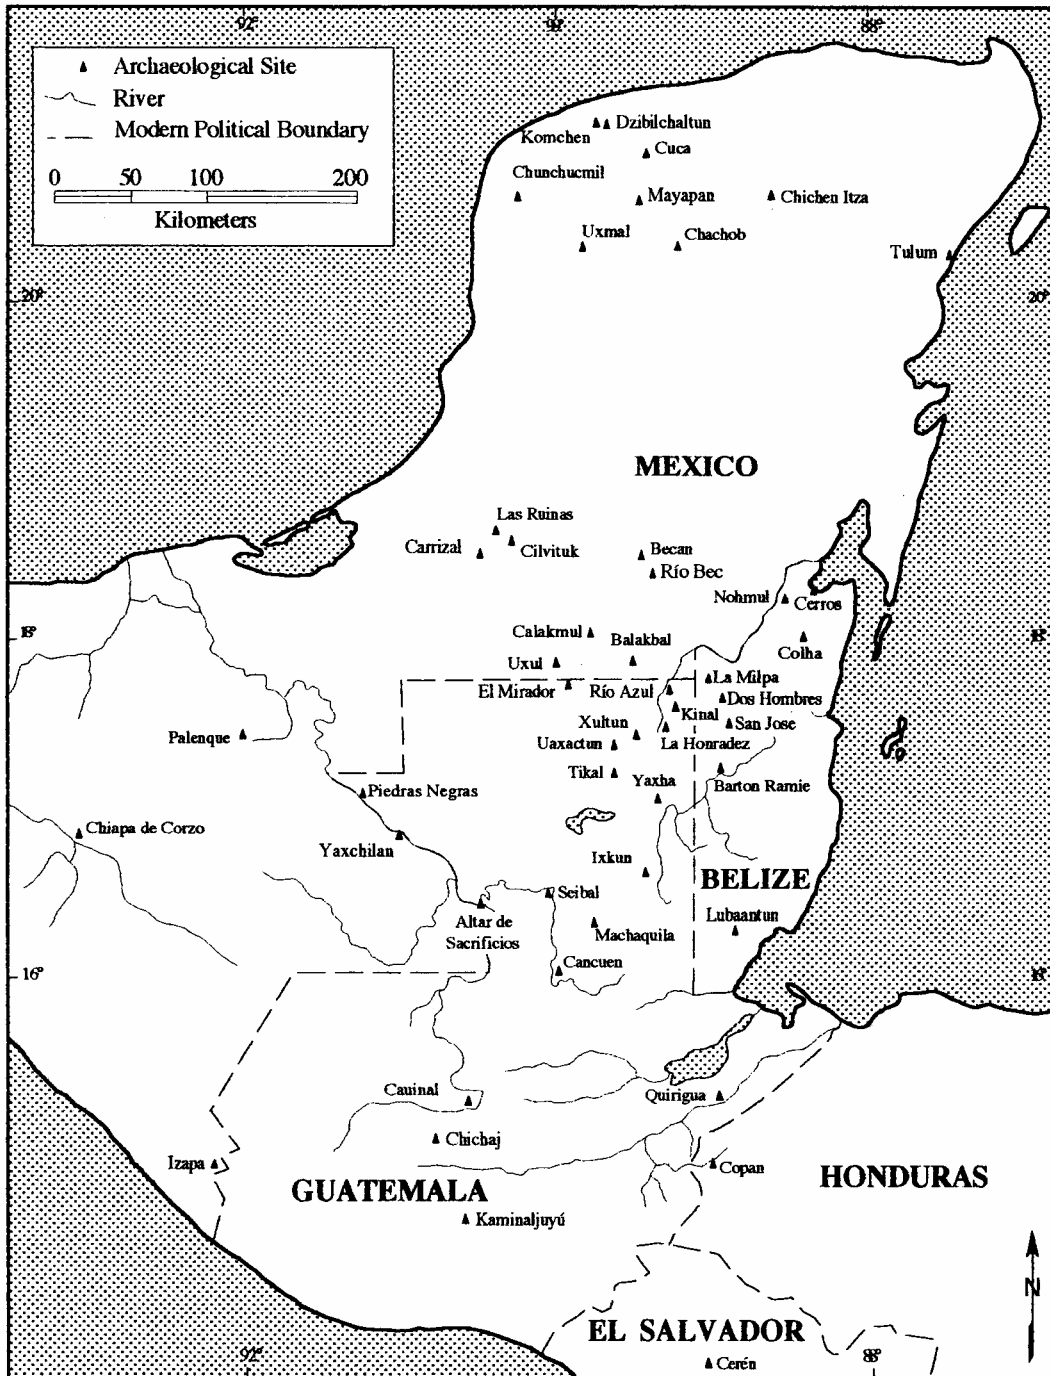 92°
90°
88°
Archaeological Site
River
Modern Political Boundary
0 50 100 200
Kilometers
Komchen
Dzibilchaltun
Cuca
Chunchucmil
Mayapan
Chichen Itza
Uxmal
Chachob
Tulum
20°
20°
MEXICO
Las Ruinas
Carrizal
Cilvituk
Becan
Río Bec
Nohmul
Cerros
18°
Calakmul
Balakbal
Colha
18°
Uxul
La Milpa
El Mirador
Río Azul
Dos Hombres
Kinal
Xultun
San Jose
Palenque
Uaxactun
La Honradez
Tikal
Yaxha
Barton Ramie
Piedras Negras
Chiapa de Corzo
Yaxchilan
Ixkun
BELIZE
Seibal
Altar de
Sacrificios
Lubaantun
Machaquila
16°
Cancuen
16°
Cauinal
Quirigua
Chichaj
Izapa
Copan
HONDURAS
GUATEMALA
Kaminaljuyú
N
EL SALVADOR
92°
88°
Cerén